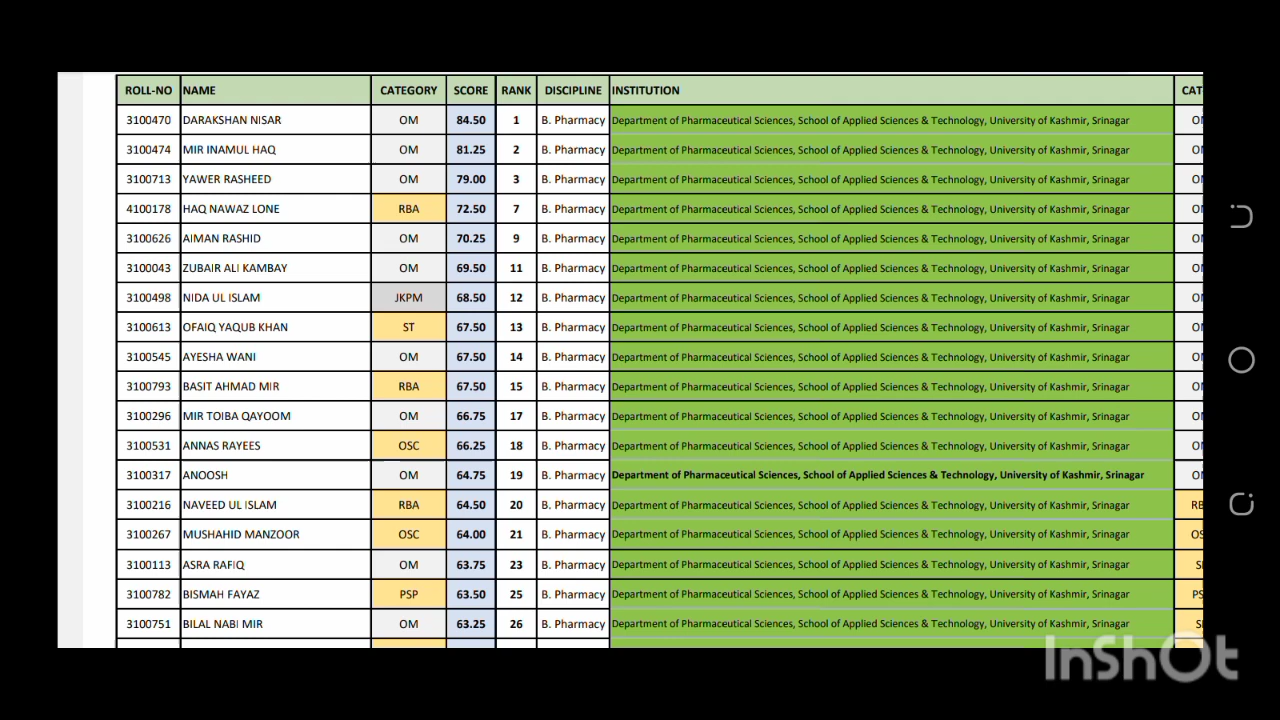 ROLL-NO NAME CATEGORY SCORE RANK DISCIPLINE INSTITUTION CAT
3100470 DARAKSHAN NISAR OM 84.50 1 B. Pharmacy Department of Pharmaceutical Sciences, School of Applied Sciences & Technology, University of Kashmir, Srinagar
3100474 MIR INAMUL HAQ OM 81.25 2 B. Pharmacy Department of Pharmaceutical Sciences, School of Applied Sciences & Technology, University of Kashmir, Srinagar
3100713 YAWER RASHEED OM 79.00 3 B. Pharmacy Department of Pharmaceutical Sciences, School of Applied Sciences & Technology, University of Kashmir, Srinagar
4100178 HAQ NAWAZ LONE RBA 72.50 7 B. Pharmacy Department of Pharmaceutical Sciences, School of Applied Sciences & Technology, University of Kashmir, Srinagar
3100626 AIMAN RASHID OM 70.25 9 B. Pharmacy Department of Pharmaceutical Sciences, School of Applied Sciences & Technology, University of Kashmir, Srinagar
3100043 ZUBAIR ALI KAMBAY OM 69.50 11 B. Pharmacy Department of Pharmaceutical Sciences, School of Applied Sciences & Technology, University of Kashmir, Srinagar
3100498 NIDA UL ISLAM JKPM 68.50 12 B. Pharmacy Department of Pharmaceutical Sciences, School of Applied Sciences & Technology, University of Kashmir, Srinagar
3100613 OFAIQ YAQUB KHAN ST 67.50 13 B. Pharmacy Department of Pharmaceutical Sciences, School of Applied Sciences & Technology, University of Kashmir, Srinagar
3100545 AYESHA WANI OM 67.50 14 B. Pharmacy Department of Pharmaceutical Sciences, School of Applied Sciences & Technology, University of Kashmir, Srinagar
3100793 BASIT AHMAD MIR RBA 67.50 15 B. Pharmacy Department of Pharmaceutical Sciences, School of Applied Sciences & Technology, University of Kashmir, Srinagar
3100296 MIR TOIBA QAYOOM OM 66.75 17 B. Pharmacy Department of Pharmaceutical Sciences, School of Applied Sciences & Technology, University of Kashmir, Srinagar
3100531 ANNAS RAYEES OSC 66.25 18 B. Pharmacy Department of Pharmaceutical Sciences, School of Applied Sciences & Technology, University of Kashmir, Srinagar
3100317 ANOOSH OM 64.75 19 B. Pharmacy Department of Pharmaceutical Sciences, School of Applied Sciences & Technology, University of Kashmir, Srinagar
3100216 NAVEED UL ISLAM RBA 64.50 20 B. Pharmacy Department of Pharmaceutical Sciences, School of Applied Sciences & Technology, University of Kashmir, Srinagar
3100267 MUSHAHID MANZOOR OSC 64.00 21 B. Pharmacy Department of Pharmaceutical Sciences, School of Applied Sciences & Technology, University of Kashmir, Srinagar
3100113 ASRA RAFIQ OM 63.75 23 B. Pharmacy Department of Pharmaceutical Sciences, School of Applied Sciences & Technology, University of Kashmir, Srinagar
3100782 BISMAH FAYAZ PSP 63.50 25 B. Pharmacy Department of Pharmaceutical Sciences, School of Applied Sciences & Technology, University of Kashmir, Srinagar
3100751 BILAL NABI MIR OM 63.25 26 B. Pharmacy Department of Pharmaceutical Sciences, School of Applied Sciences & Technology, University of Kashmir, Srinagar
InShOt